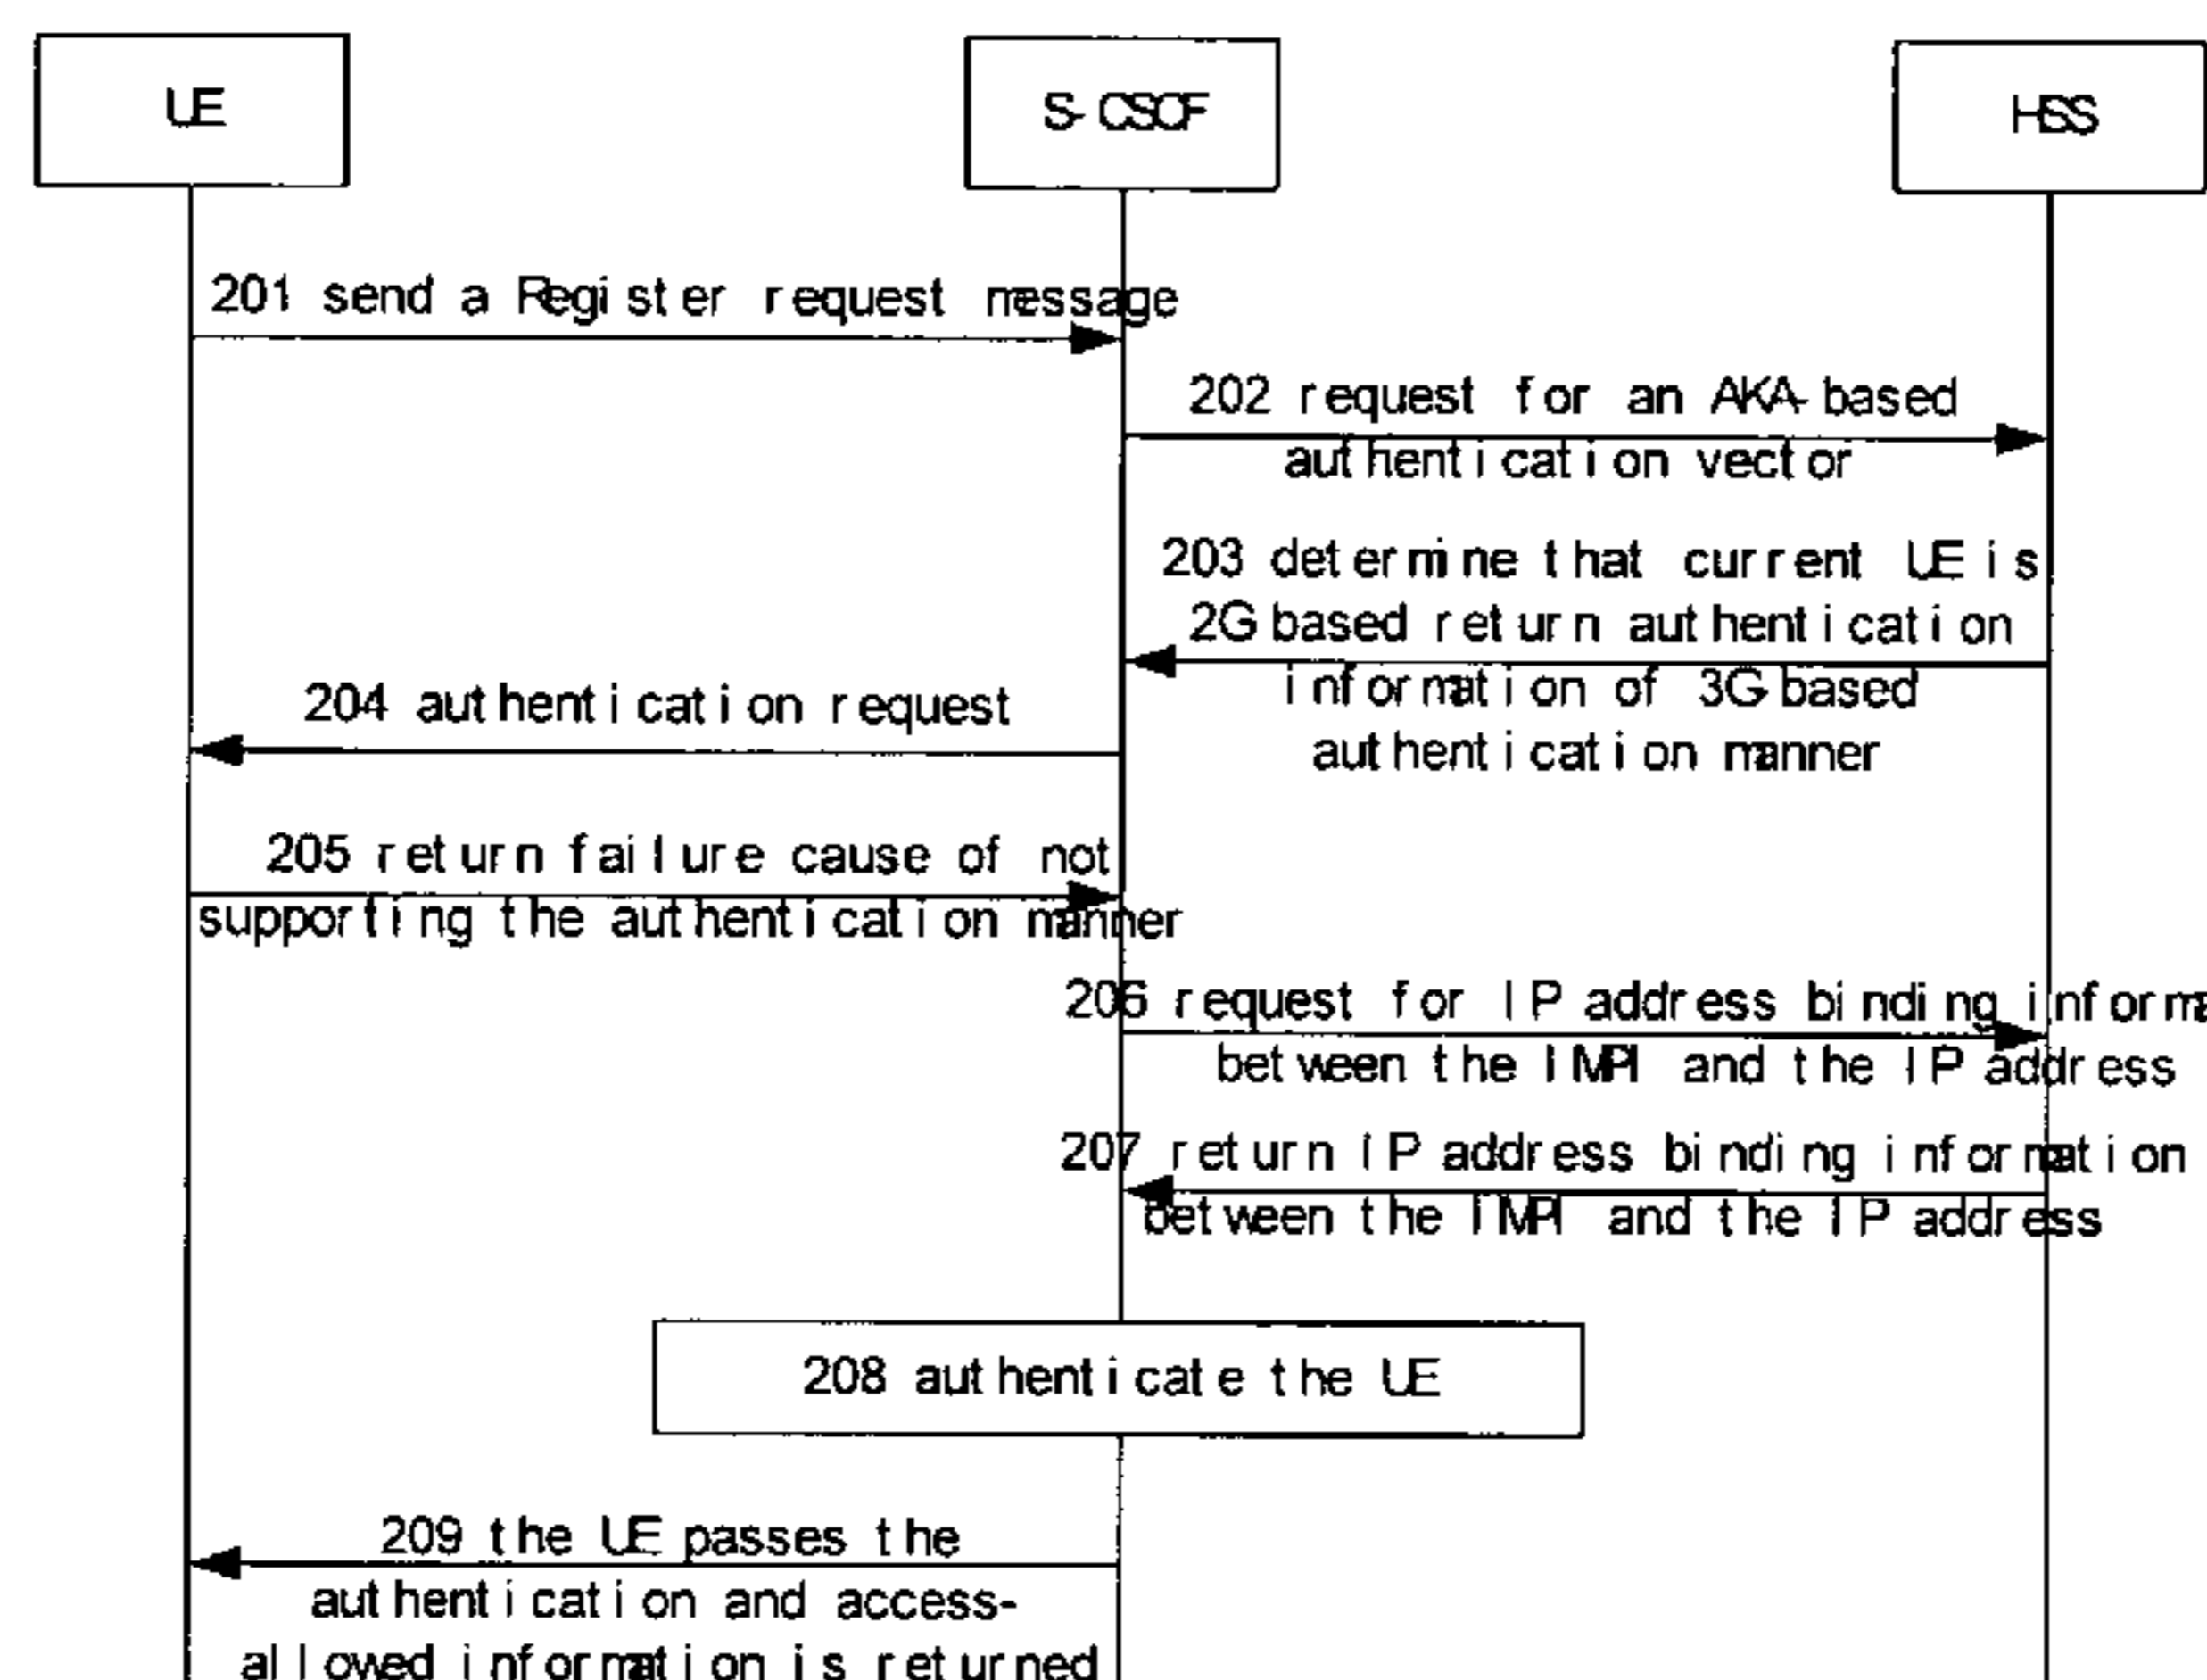 UE
S-CSCF
HSS
201 send a Register request message
202 request for an AKA-based
authentication vector
203 determine that current UE is
2G based return authentication
information of 3G-based
authentication manner
204 authentication request
205 return failure cause of not
supporting the authentication manner
206 request for IP address binding informa
between the IMPI and the IP address
207 return IP address binding information
between the IMPI and the IP address
208 authenticate the UE
209 the UE passes the
authentication and access-
allowed information is returned